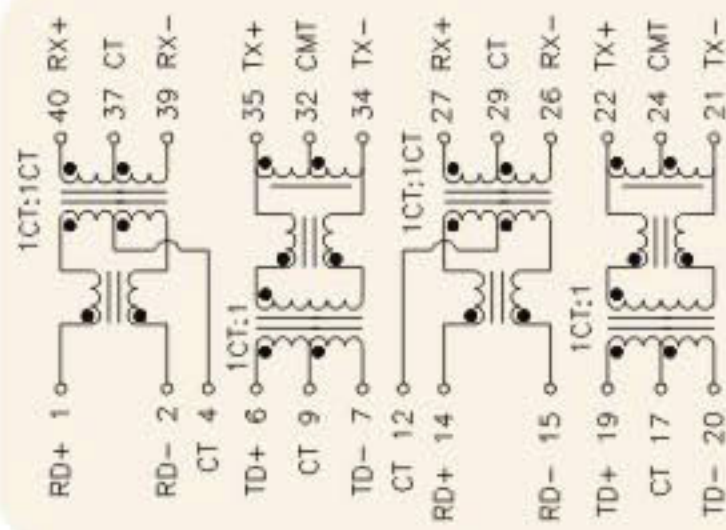 40 RX+
37 CT
39 RX-
35 TX+
32 CMT
34 TX-
27 RX+
29 CT
26 RX-
22 TX+
24 CMT
21 TX-
1CT:1CT
1CT:1
1CT:1CT
1CT:1
RD+ 1
RD- 2
CT 4
TD+ 6
CT 9
TD- 7
CT 12
RD+ 14
RD- 15
TD+ 19
CT 17
TD- 20